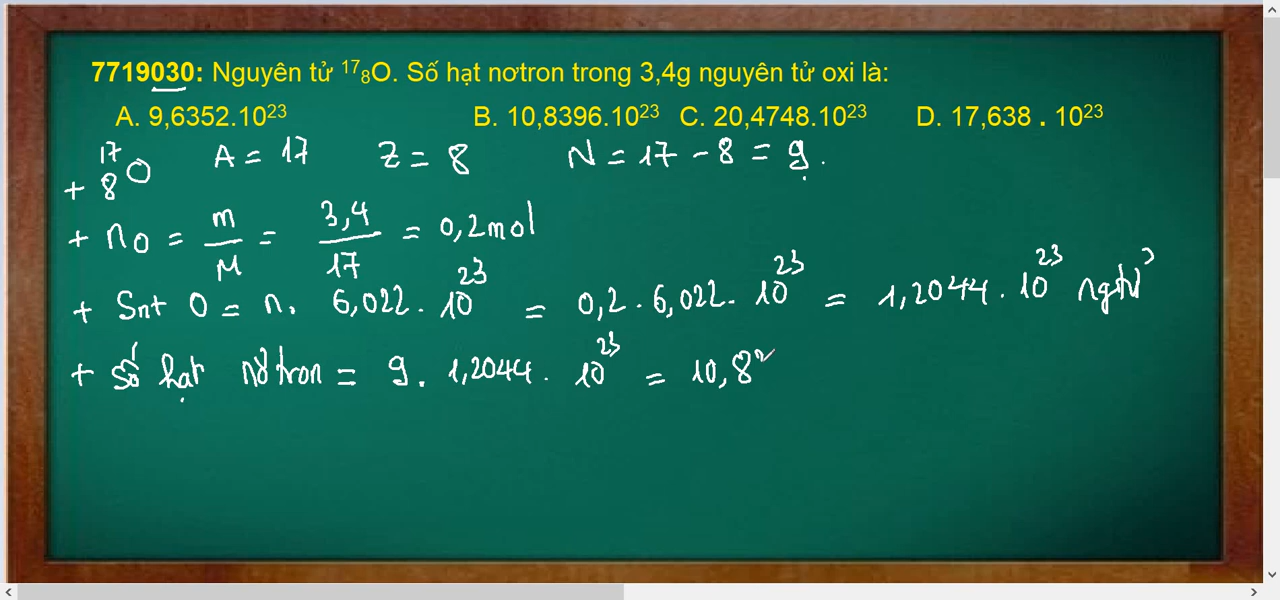 7719030: Nguyên tử ¹⁷₈O. Số hạt nơtron trong 3,4g nguyên tử oxi là:
A. 9,6352.10²³ B. 10,8396.10²³ C. 20,4748.10²³ D. 17,638 . 10²³
+ ¹⁷₈O A = 17 Z = 8 N = 17 - 8 = 9.
+ nO = m/M = 3,4/17 = 0,2mol
+ Snt O = n. 6,022. 10²³ = 0,2. 6,022. 10²³ = 1,2044. 10²³ ngtử
+ Số hạt nơtron = 9. 1,2044. 10²³ = 10,8